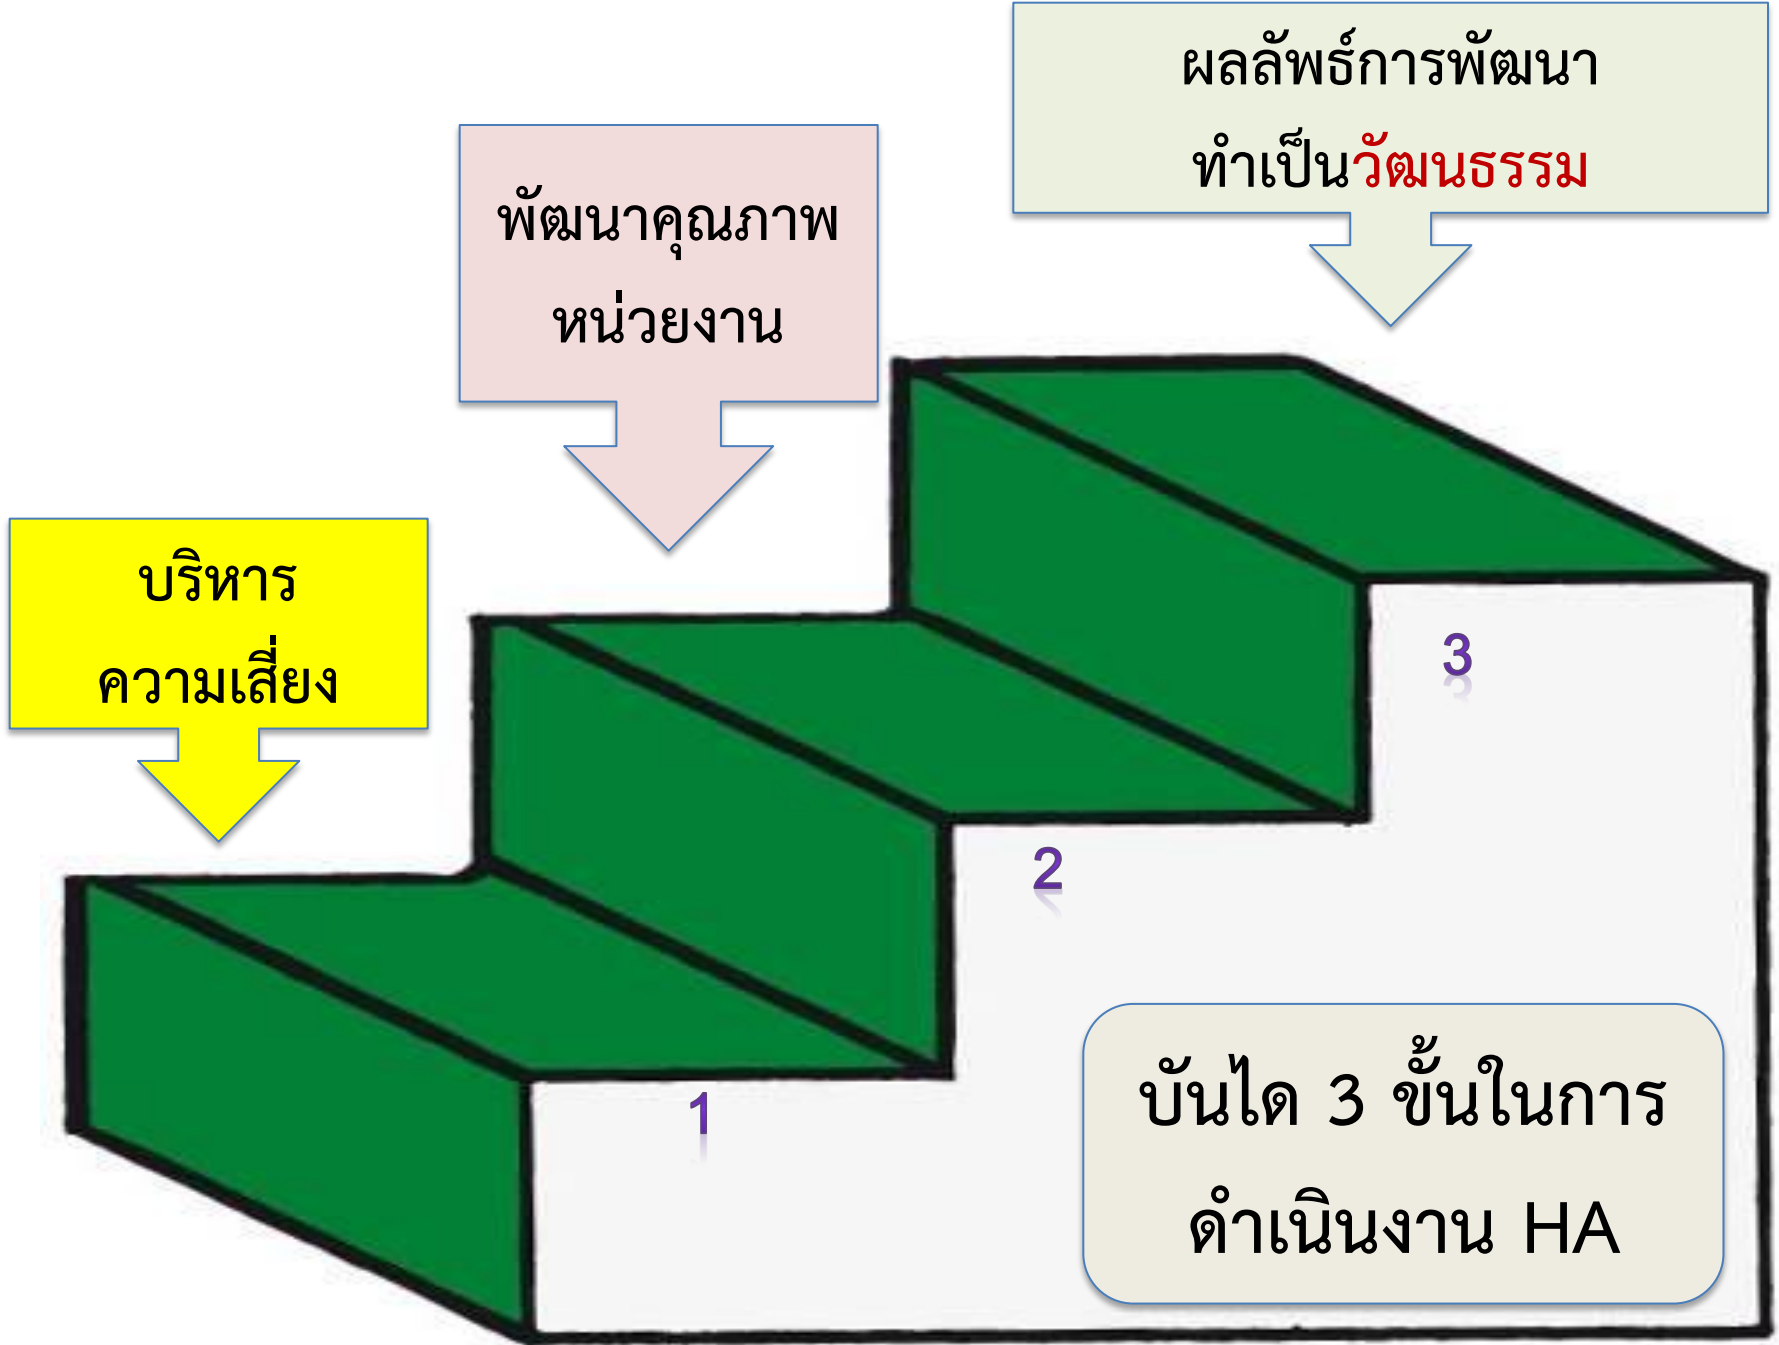 ผลลัพธ์การพัฒนา
ทำเป็นวัฒนธรรม
พัฒนาคุณภาพ
หน่วยงาน
บริหาร
ความเสี่ยง
3
2
1
บันได 3 ขั้นในการ
ดำเนินงาน HA